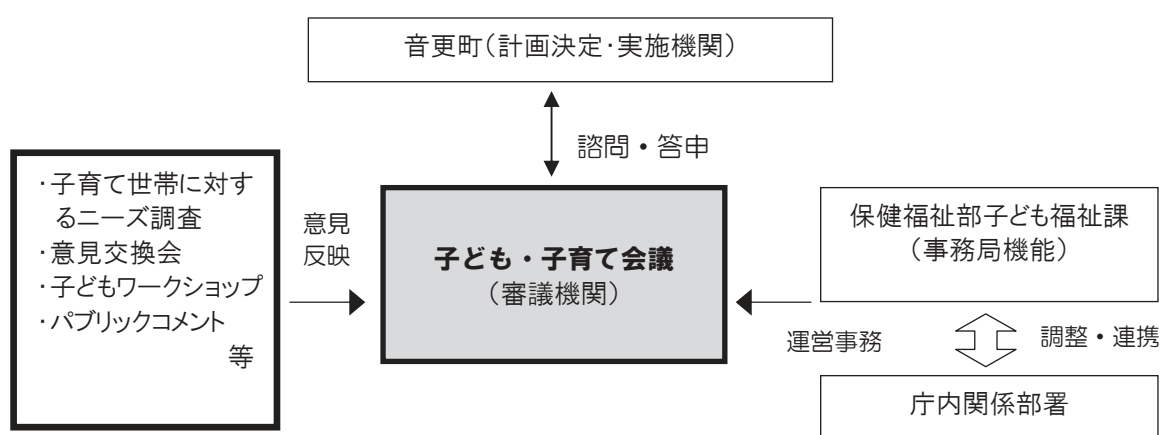 音更町(計画決定・実施機関)
諮問・答申
・子育て世帯に対す
るニーズ調査
・意見交換会
・子どもワークショップ
・パブリックコメント
等
意見
反映
子ども・子育て会議
(審議機関)
保健福祉部子ども福祉課
(事務局機能)
運営事務
調整・連携
庁内関係部署